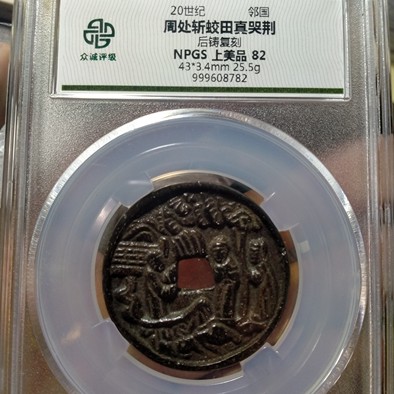 20世纪 邻国
周处斩蛟田真哭荆
后铸复刻
众诚评级
NPGS 上美品 82
43*3.4mm 25.5g
999608782